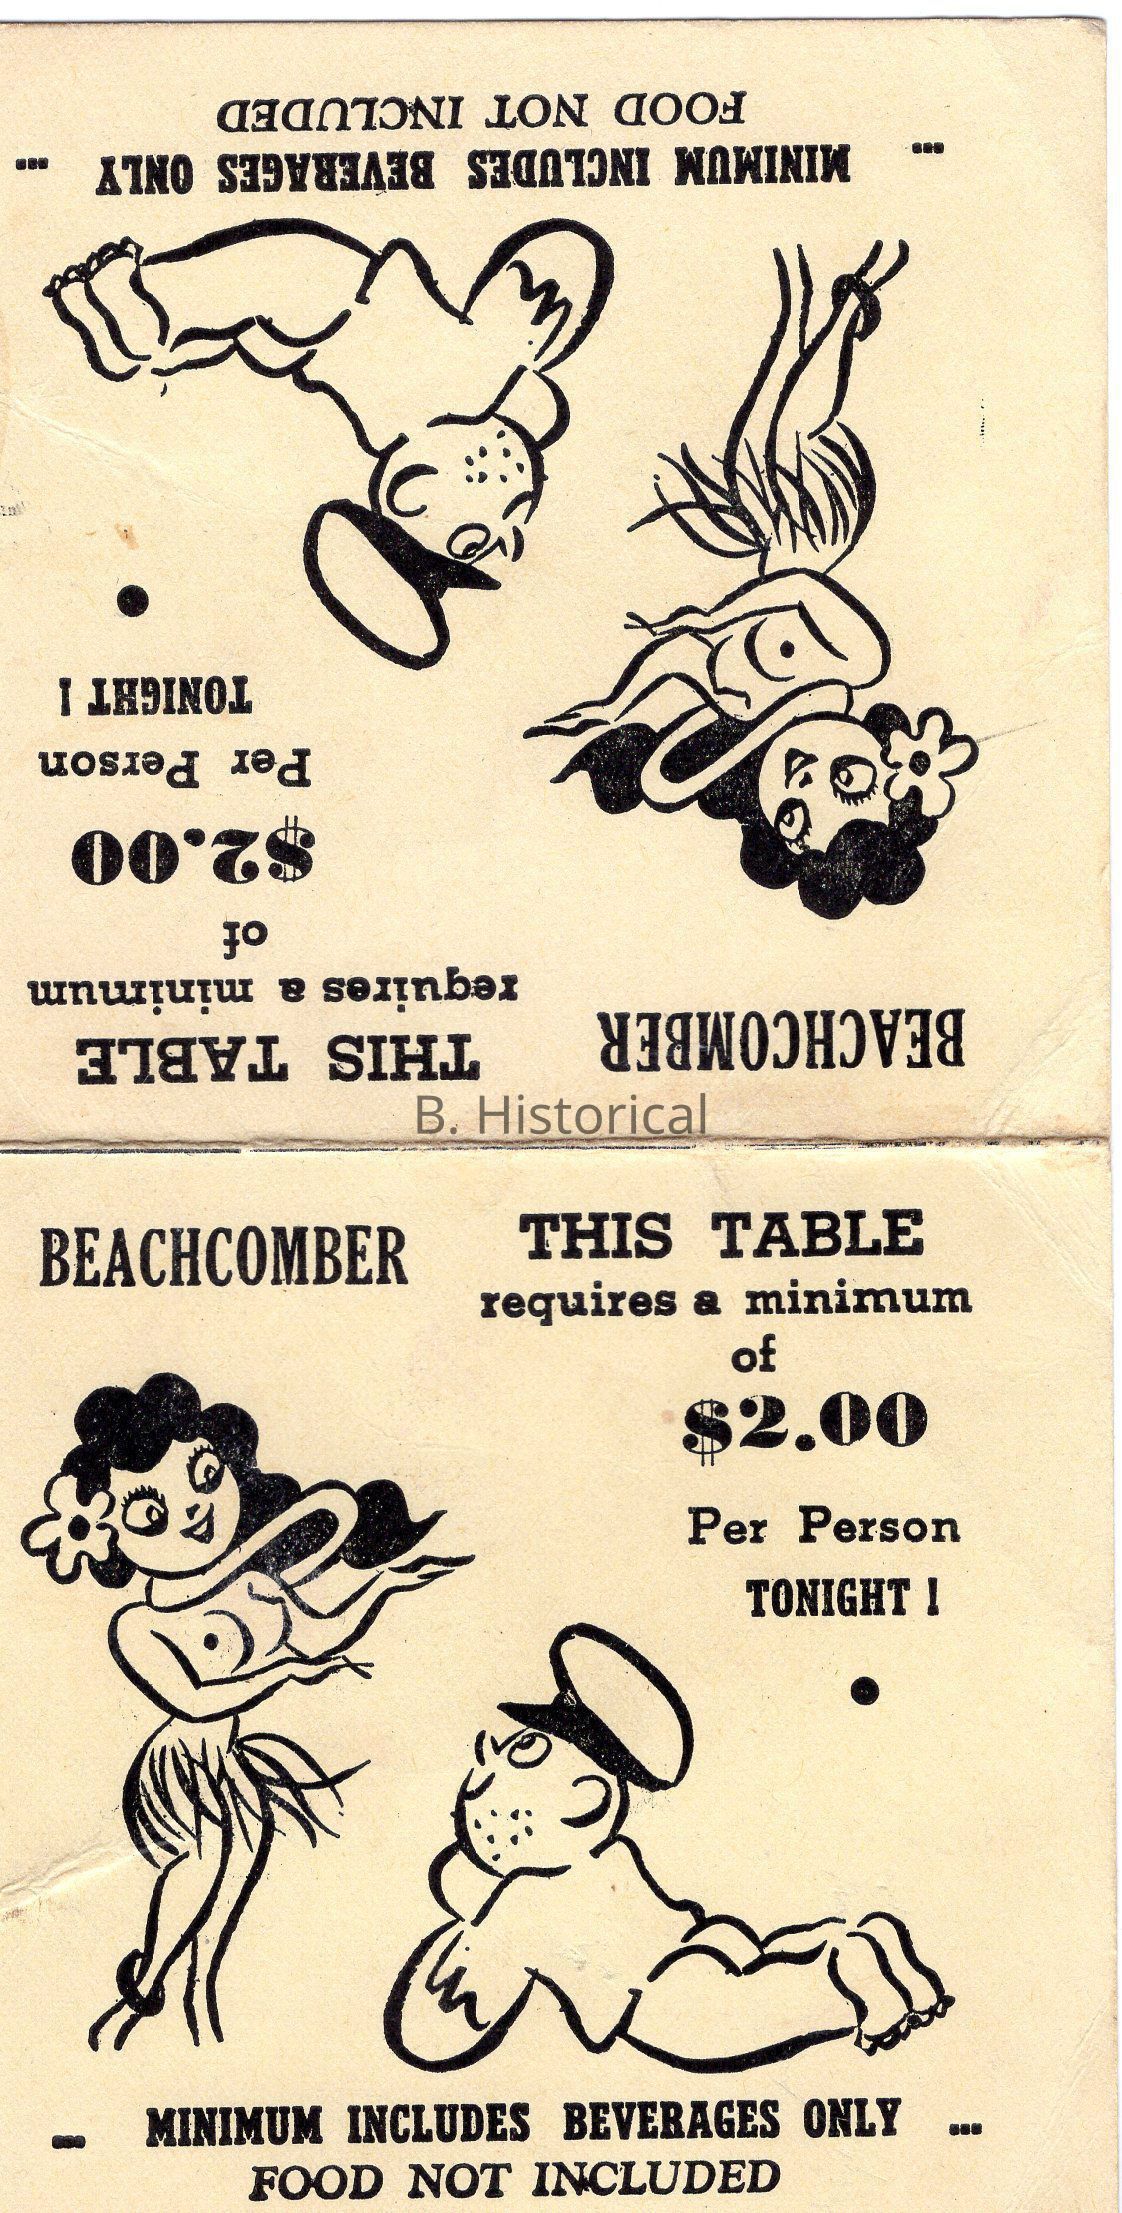 FOOD NOT INCLUDED
... MINIMUM INCLUDES BEVERAGES ONLY ...
TONIGHT !
Per Person
$2.00
of
requires a minimum
THIS TABLE
BEACHCOMBER
B. Historical
BEACHCOMBER
THIS TABLE
requires a minimum
of
$2.00
Per Person
TONIGHT !
... MINIMUM INCLUDES BEVERAGES ONLY ...
FOOD NOT INCLUDED